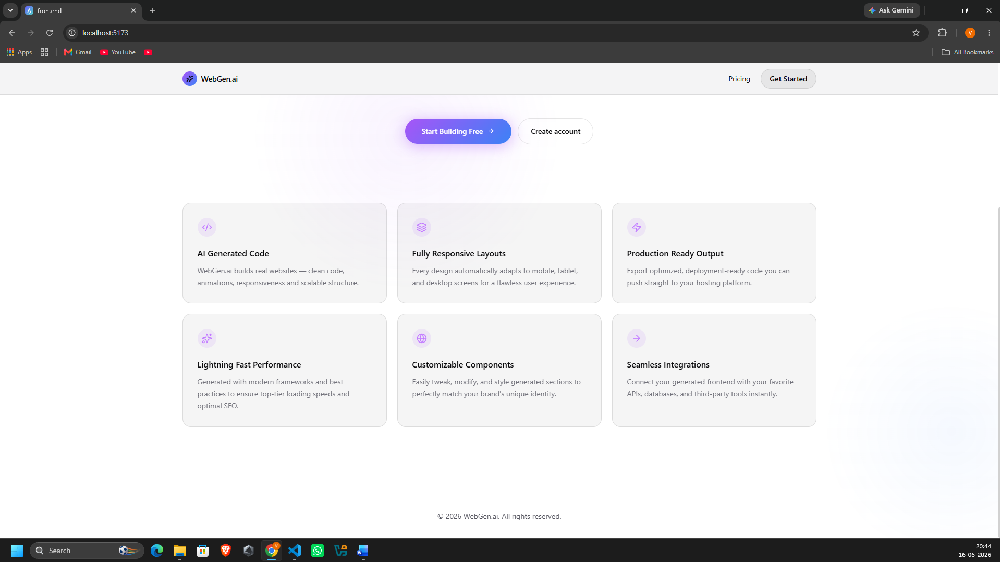 frontend
Ask Gemini
localhost:5173
V
Apps
Gmail
YouTube
All Bookmarks
WebGen.ai
Pricing
Get Started
Start Building Free
Create account
AI Generated Code
WebGen.ai builds real websites — clean code,
animations, responsiveness and scalable structure.
Fully Responsive Layouts
Every design automatically adapts to mobile, tablet,
and desktop screens for a flawless user experience.
Production Ready Output
Export optimized, deployment-ready code you can
push straight to your hosting platform.
Lightning Fast Performance
Generated with modern frameworks and best
practices to ensure top-tier loading speeds and
optimal SEO.
Customizable Components
Easily tweak, modify, and style generated sections to
perfectly match your brand's unique identity.
Seamless Integrations
Connect your generated frontend with your favorite
APIs, databases, and third-party tools instantly.
© 2026 WebGen.ai. All rights reserved.
Search
20:44
16-06-2026